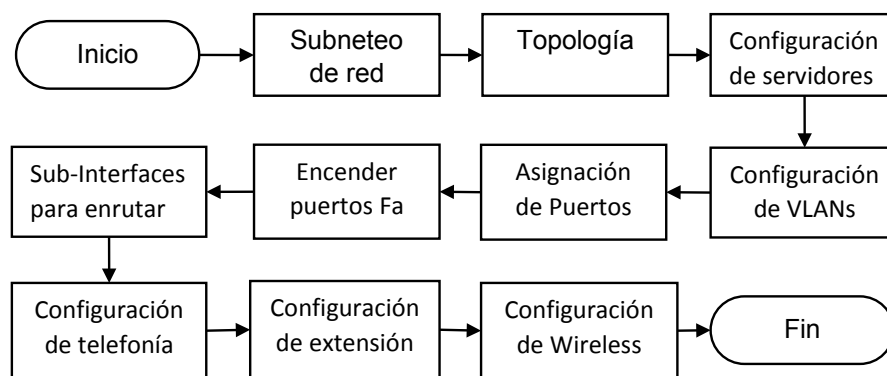 Inicio
Subneteo
de red
Topología
Configuración
de servidores
Configuración
de VLANs
Asignación
de Puertos
Encender
puertos Fa
Sub-Interfaces
para enrutar
Configuración
de telefonía
Configuración
de extensión
Configuración
de Wireless
Fin